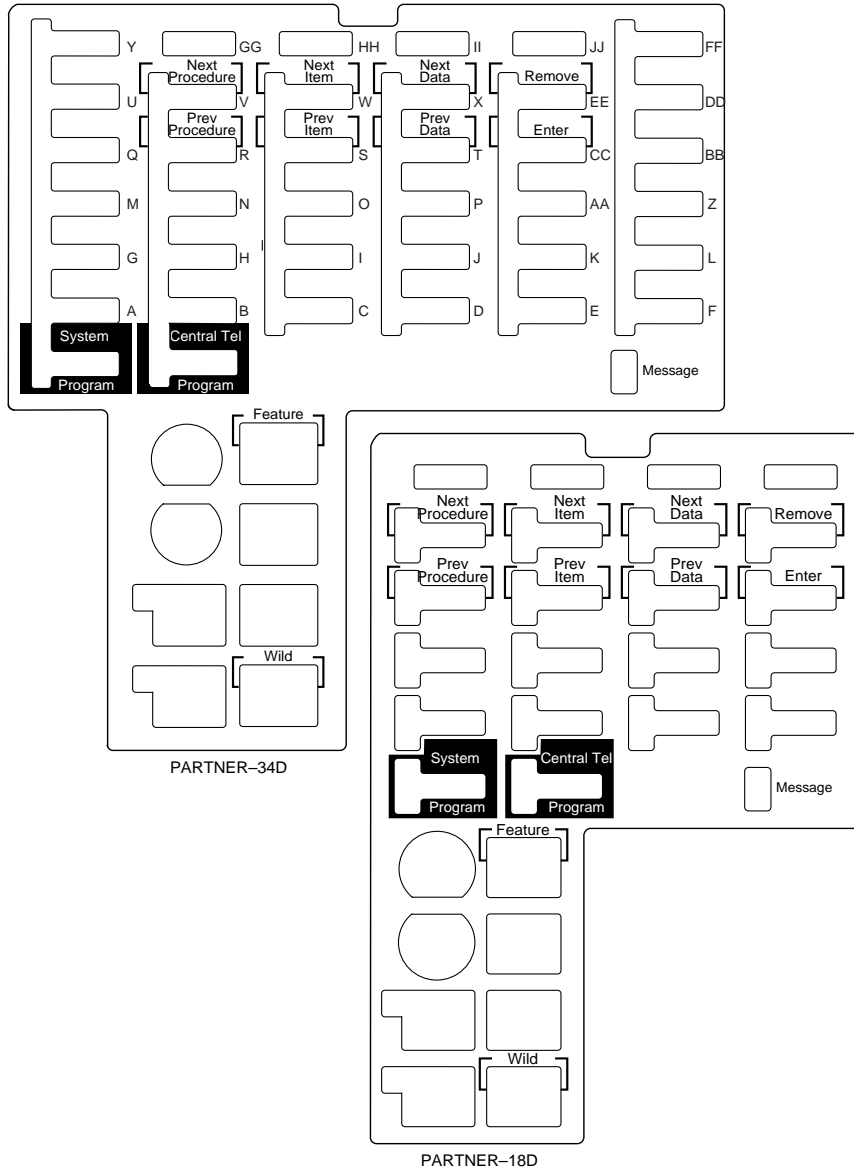 Y GG HH II JJ FF
Next Procedure Next Item Next Data Remove
U V W X EE DD
Prev Procedure Prev Item Prev Data Enter
Q R S T CC BB
M N O P AA Z
G H I J K L
A B C D E F
System Program Central Tel Program
Message
Feature
Wild
PARTNER–34D
Next Procedure Next Item Next Data Remove
Prev Procedure Prev Item Prev Data Enter
System Program Central Tel Program
Message
Feature
Wild
PARTNER–18D